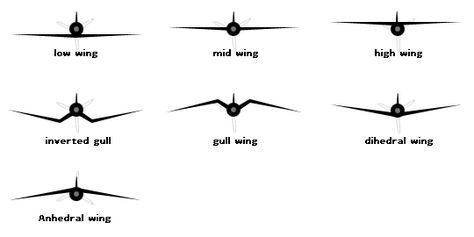 low wing
mid wing
high wing
inverted gull
gull wing
dihedral wing
Anhedral wing